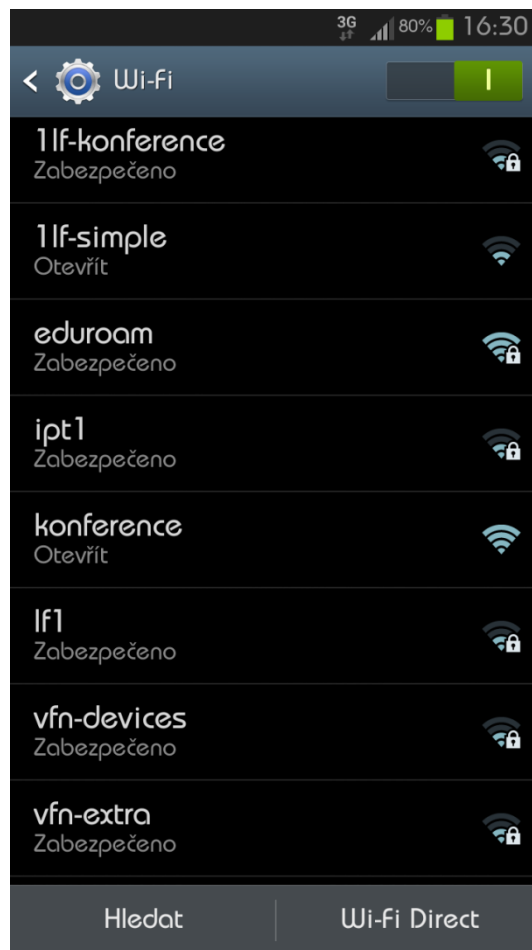 3G 80% 16:30
Wi-Fi
1lf-konference
Zabezpečeno
1lf-simple
Otevřít
eduroam
Zabezpečeno
ipt1
Zabezpečeno
konference
Otevřít
lf1
Zabezpečeno
vfn-devices
Zabezpečeno
vfn-extra
Zabezpečeno
Hledat Wi-Fi Direct